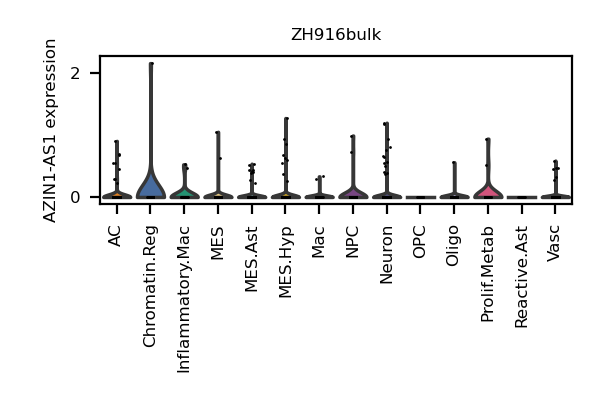 ZH916bulk
AZIN1-AS1 expression
2
0
AC
Chromatin.Reg
Inflammatory.Mac
MES
MES.Ast
MES.Hyp
Mac
NPC
Neuron
OPC
Oligo
Prolif.Metab
Reactive.Ast
Vasc